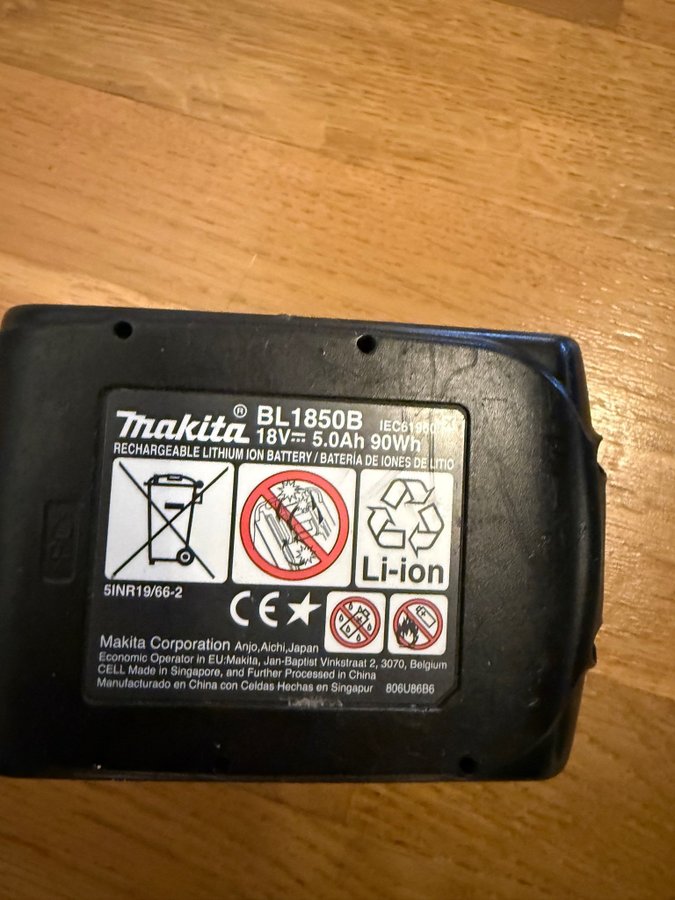 makita® BL1850B
18V 5.0Ah 90Wh
RECHARGEABLE LITHIUM ION BATTERY / BATERÍA DE IONES DE LITIO
Li-ion
5INR19/66-2
CE
Makita Corporation Anjo,Aichi,Japan
Economic Operator in EU:Makita, Jan-Baptist Vinkstraat 2, 3070, Belgium
CELL Made in Singapore, and Further Processed in China
Manufacturado en China con Celdas Hechas en Singapur 806U86B6